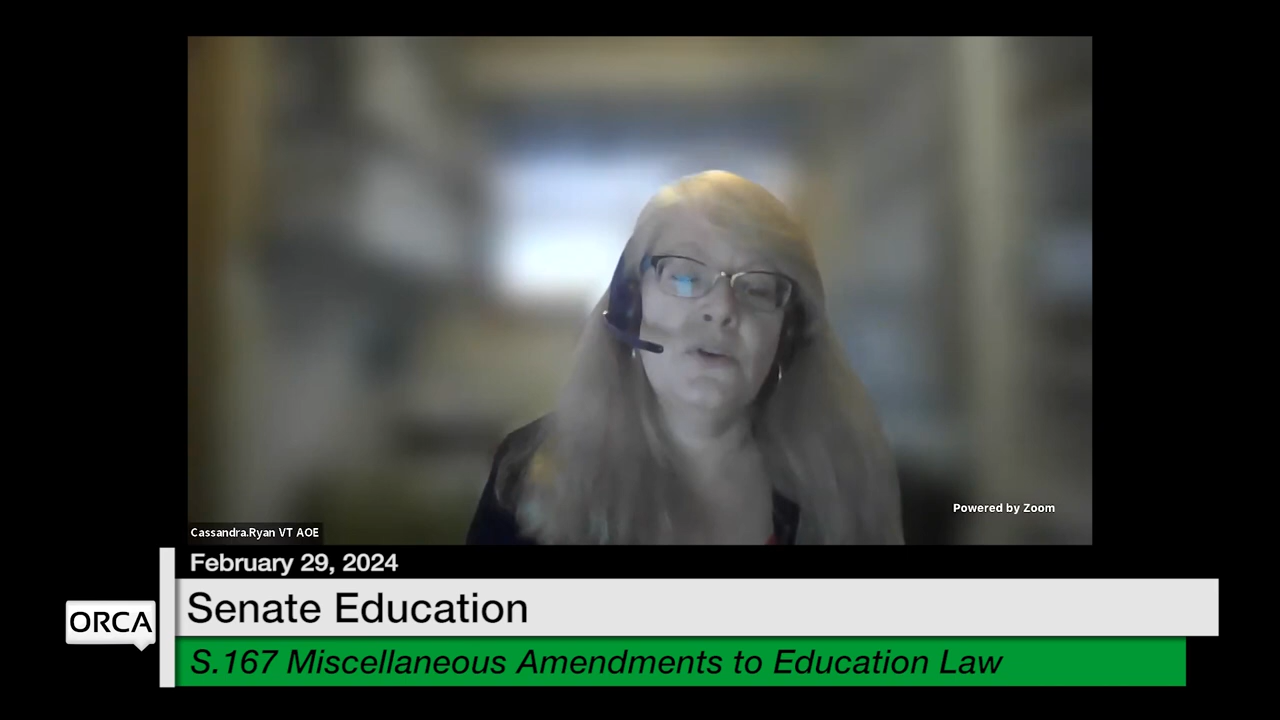 Powered by Zoom
Cassandra.Ryan VT AOE
February 29, 2024
Senate Education
ORCA
S.167 Miscellaneous Amendments to Education Law